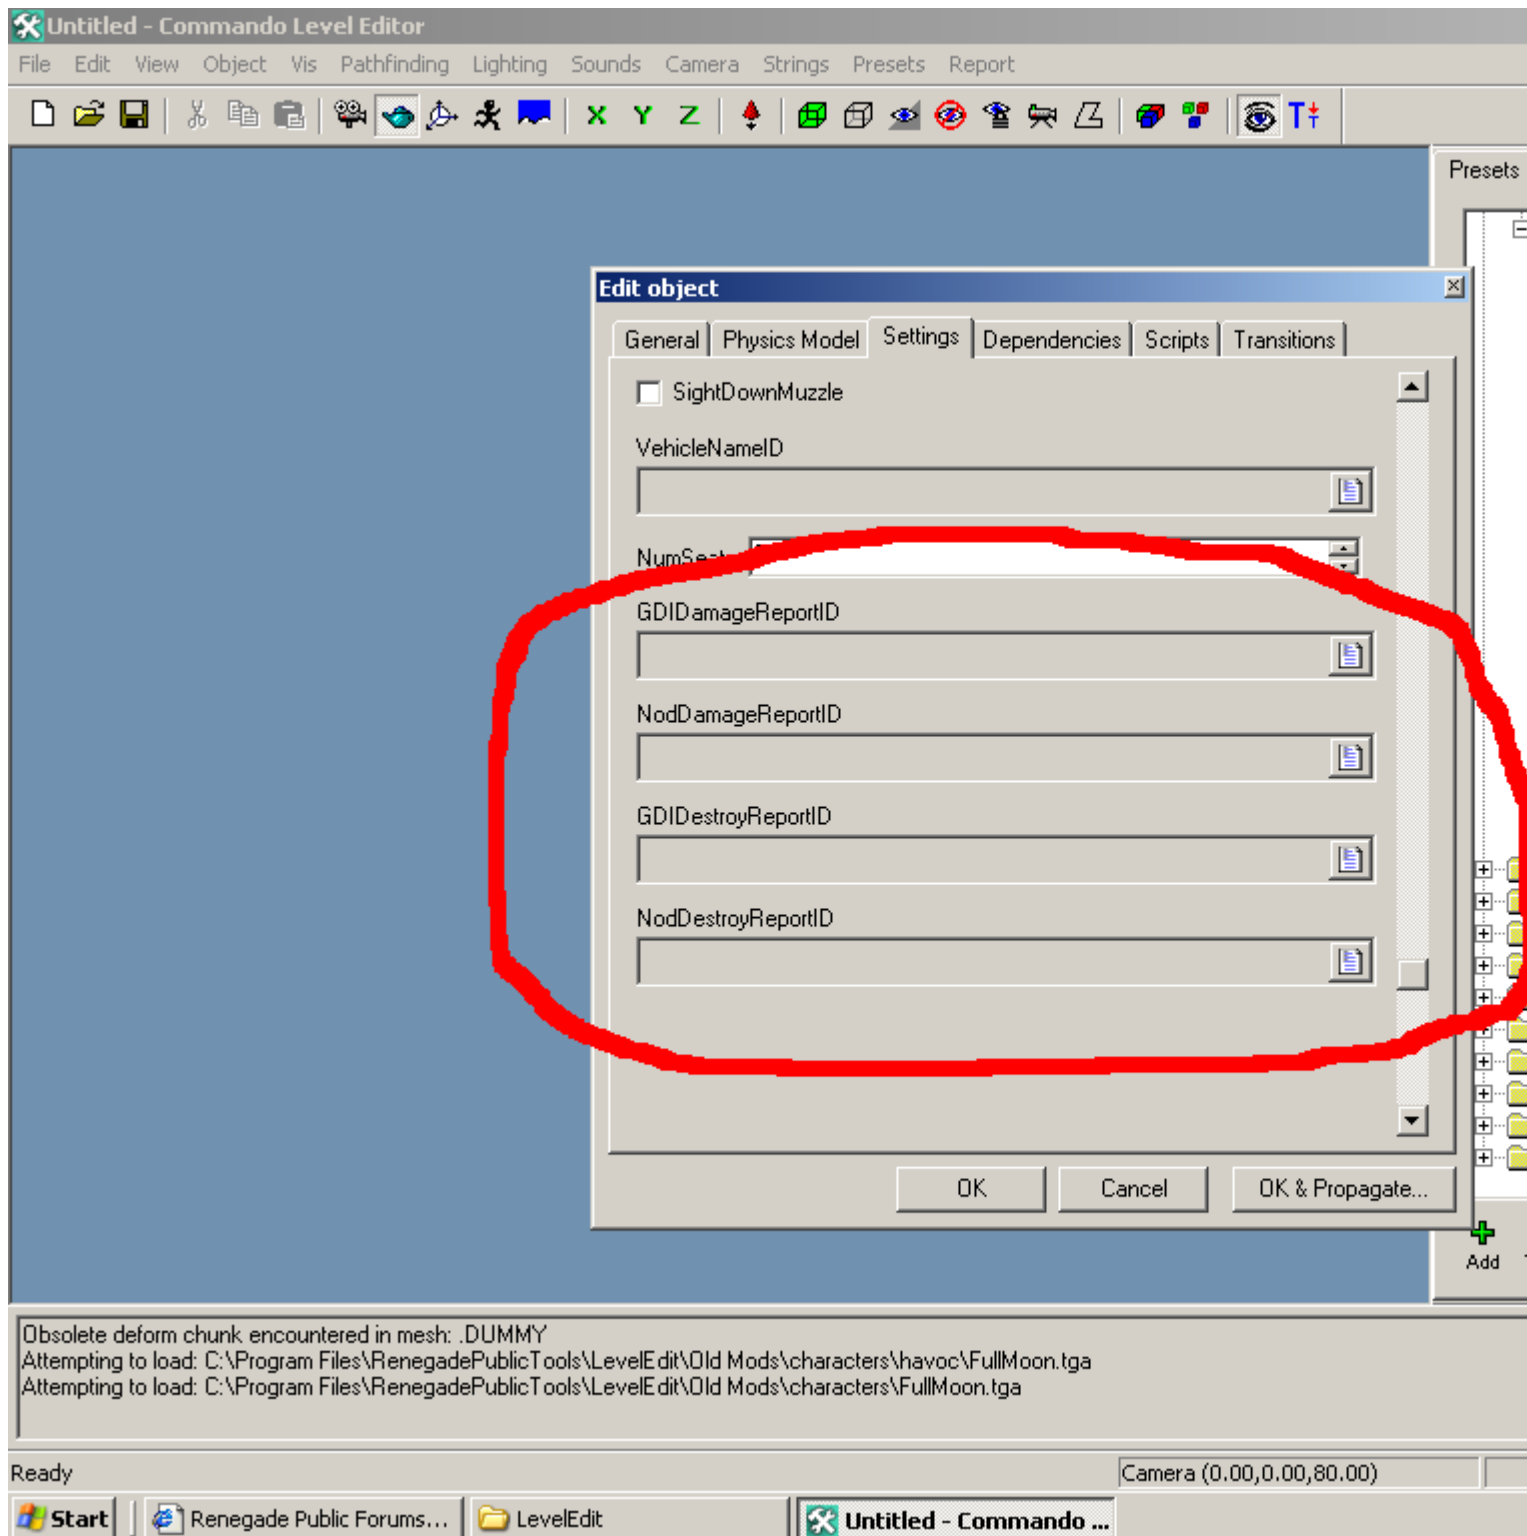 Untitled - Commando Level Editor
File Edit View Object Vis Pathfinding Lighting Sounds Camera Strings Presets Report
X Y Z T
Presets
Edit object
General Physics Model Settings Dependencies Scripts Transitions
SightDownMuzzle
VehicleNameID
GDIDamageReportID
NodDamageReportID
GDIDestroyReportID
NodDestroyReportID
OK Cancel OK & Propagate...
Add
Obsolete deform chunk encountered in mesh: .DUMMY
Attempting to load: C:\Program Files\RenegadePublicTools\LevelEdit\Old Mods\characters\havoc\FullMoon.tga
Attempting to load: C:\Program Files\RenegadePublicTools\LevelEdit\Old Mods\characters\FullMoon.tga
Ready Camera (0.00,0.00,80.00)
Start Renegade Public Forums... LevelEdit Untitled - Commando ...